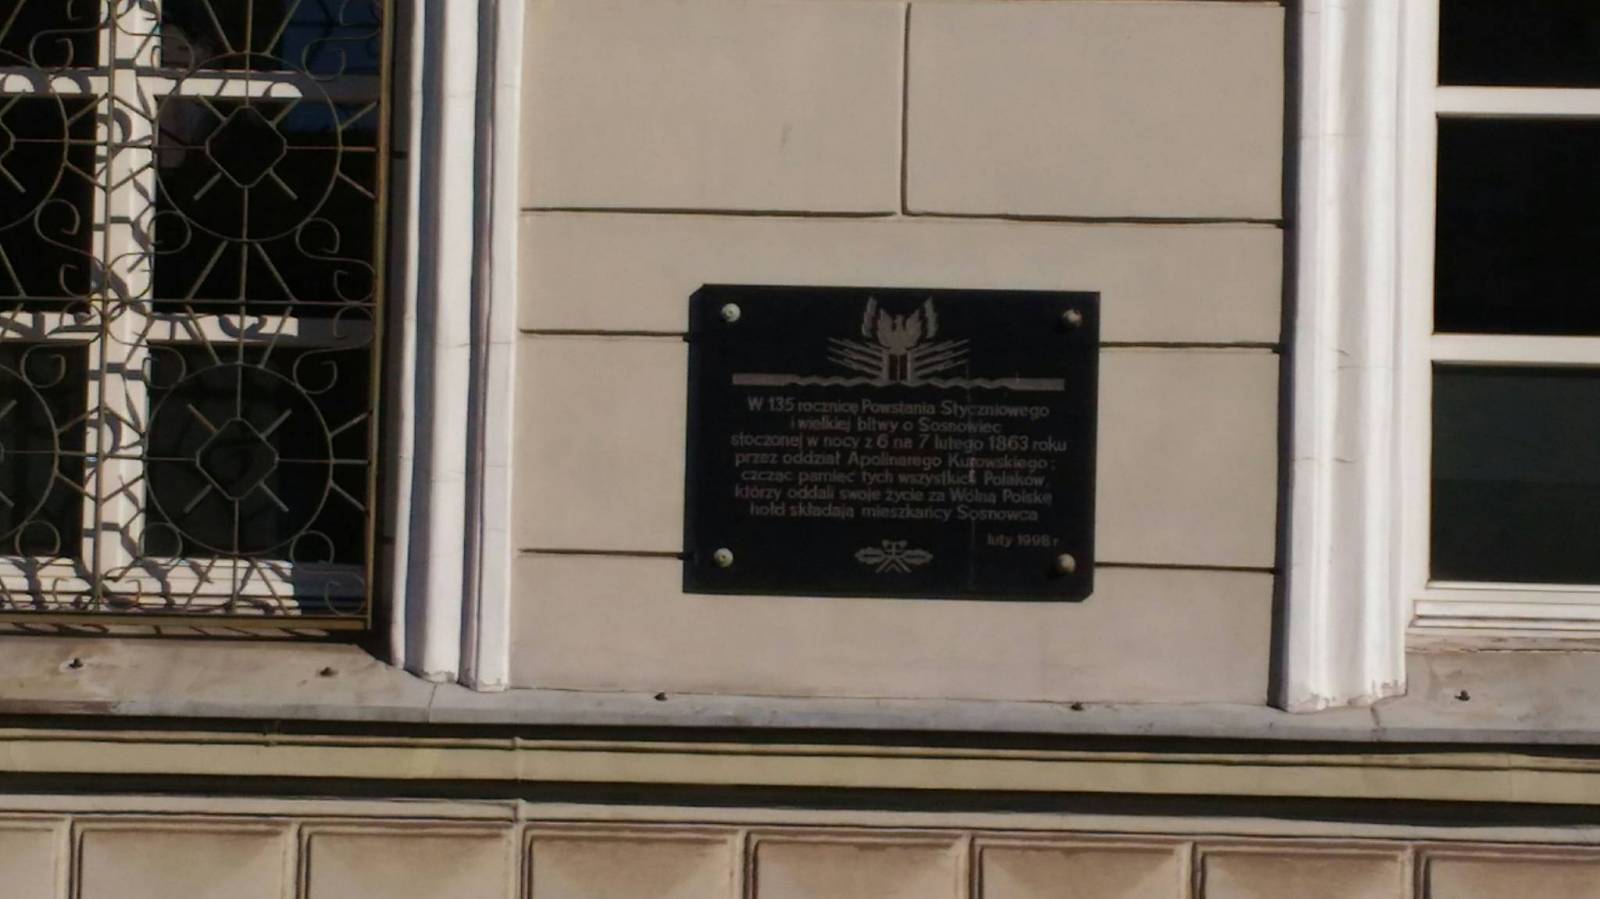 W 135 rocznicę Powstania Styczniowego
i wielkiej bitwy o Sosnowiec
stoczonej w nocy z 6 na 7 lutego 1863 roku
przez oddział Apolinarego Kurowskiego;
czcząc pamięć tych wszystkich Polaków,
którzy oddali swoje życie za Wolną Polskę
hołd składają mieszkańcy Sosnowca
luty 1998 r.